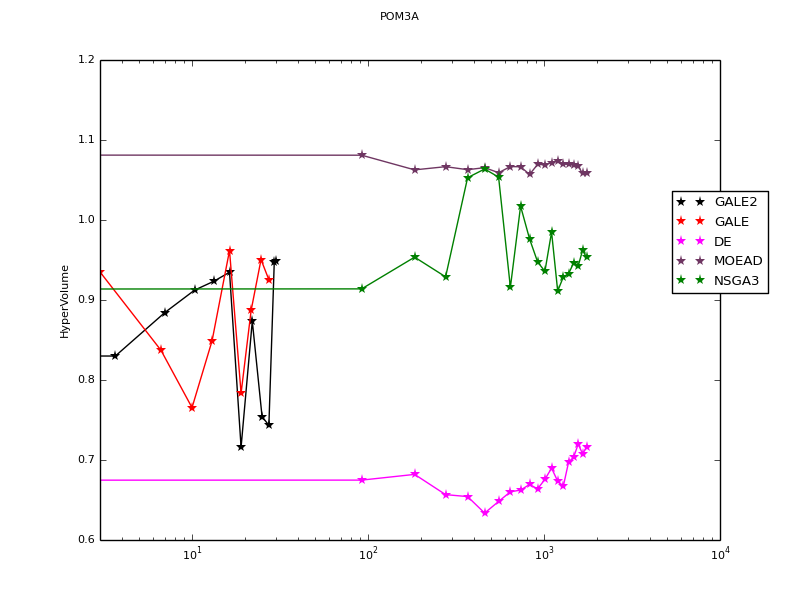 POM3A
1.2
1.1
1.0
0.9
0.8
0.7
0.6
HyperVolume
10^1
10^2
10^3
10^4
GALE2
GALE
DE
MOEAD
NSGA3